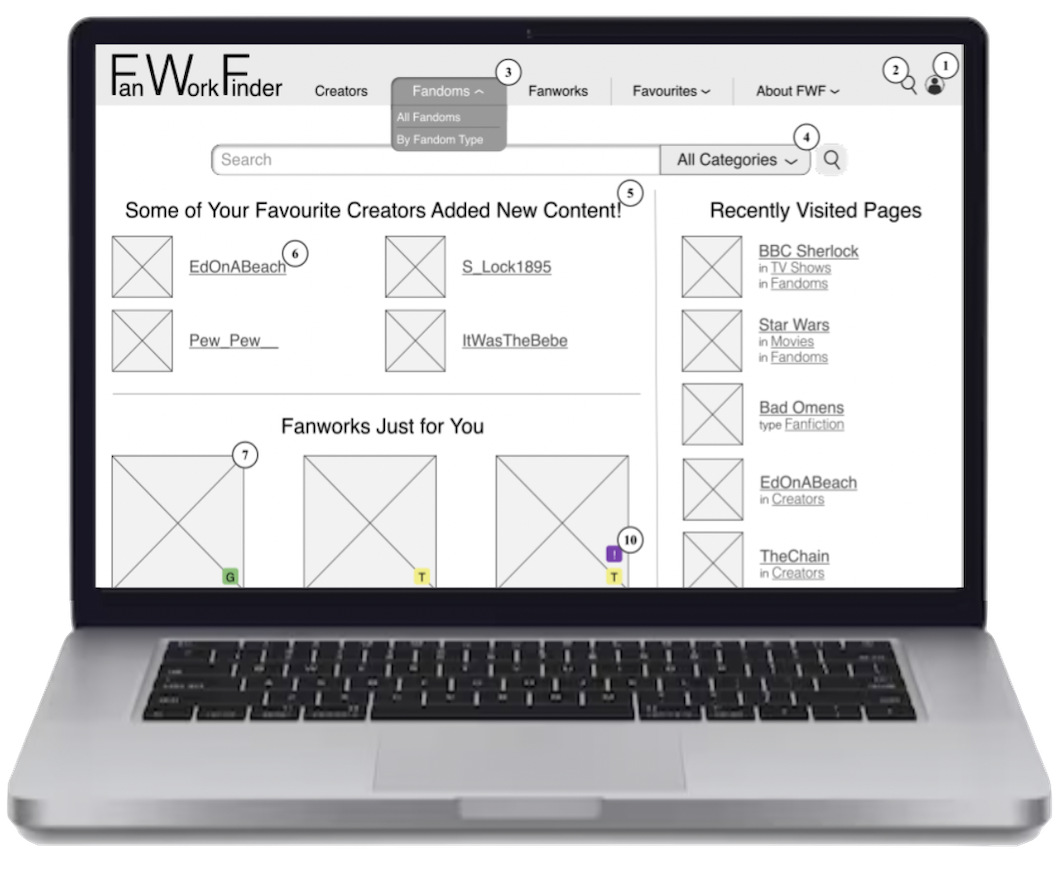 FanWorkFinder
Creators
Fandoms
3
Fanworks
Favourites
About FWF
2
1
All Fandoms
By Fandom Type
Search
All Categories
4
Some of Your Favourite Creators Added New Content!
5
EdOnABeach
6
S_Lock1895
Pew_Pew__
ItWasTheBebe
Fanworks Just for You
7
G
T
!
10
T
Recently Visited Pages
BBC Sherlock
in TV Shows
in Fandoms
Star Wars
in Movies
in Fandoms
Bad Omens
type Fanfiction
EdOnABeach
in Creators
TheChain
in Creators